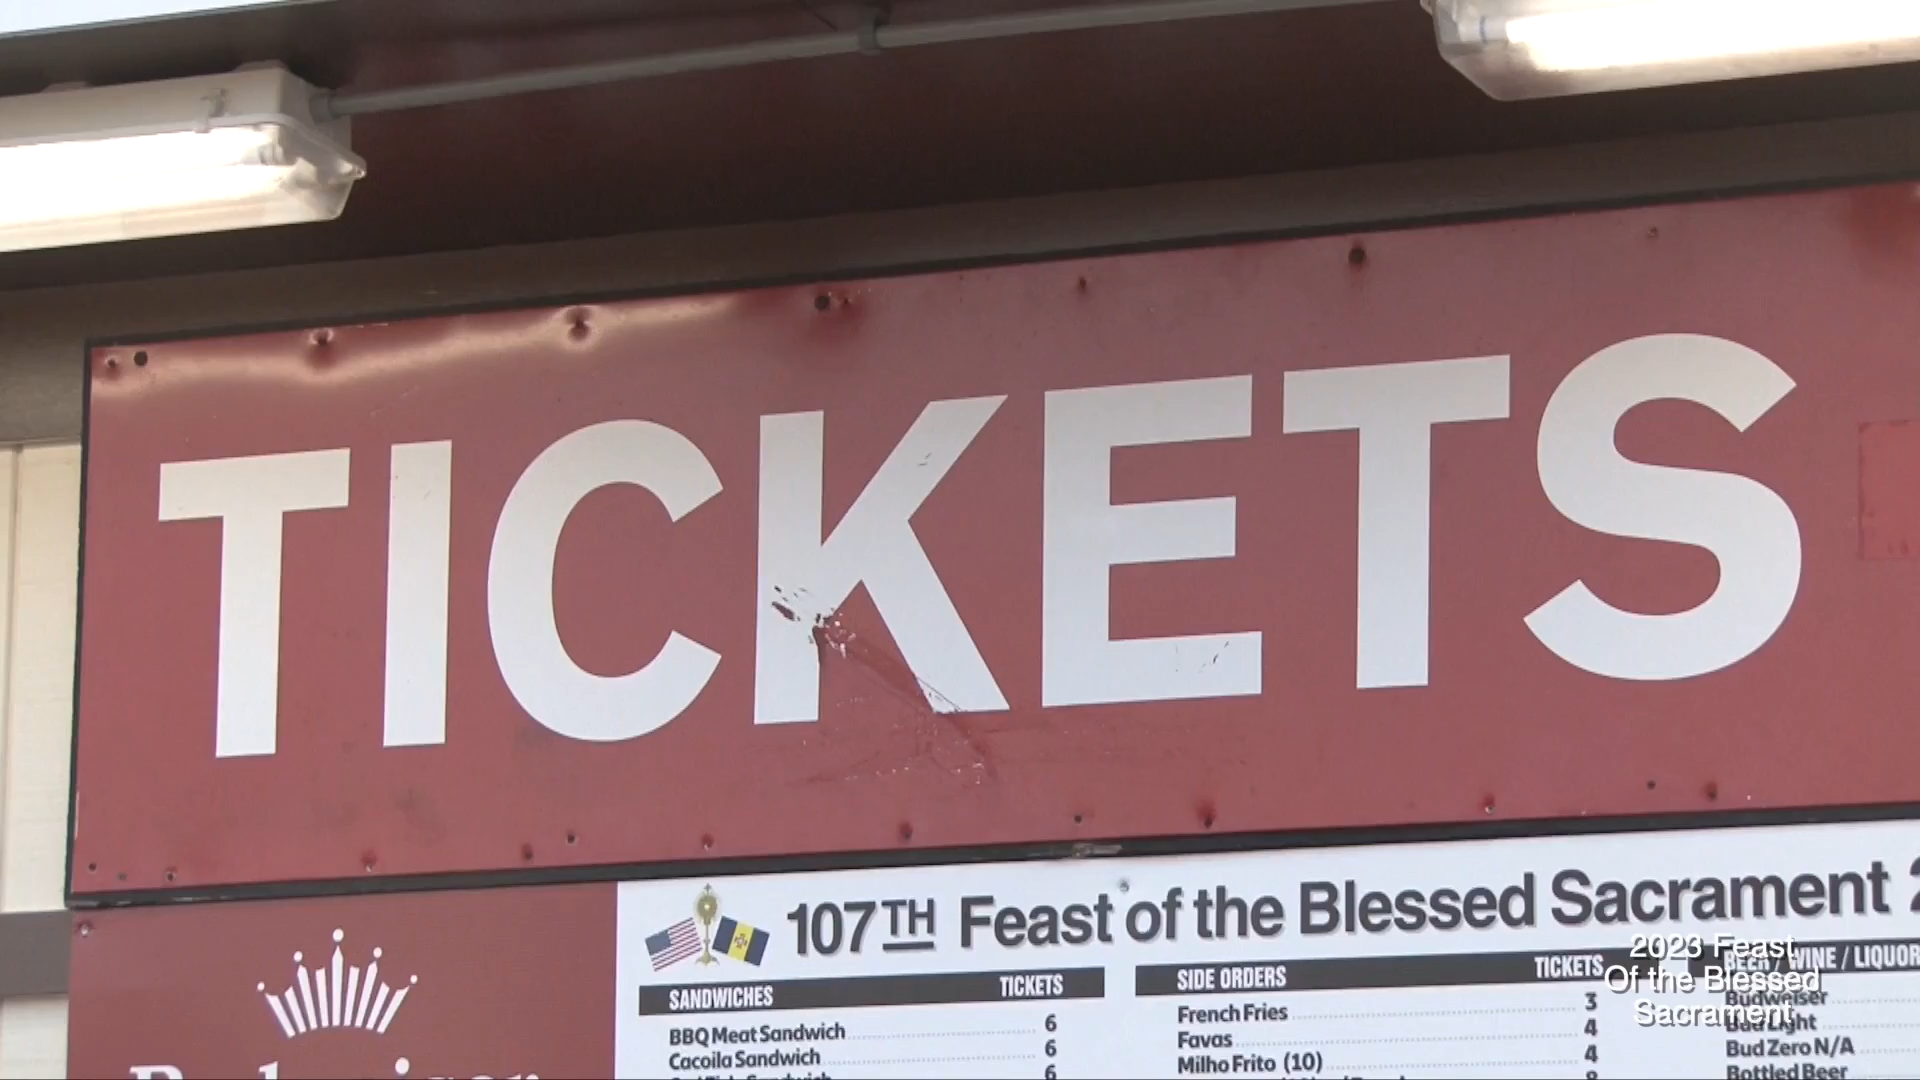 TICKETS
107TH Feast of the Blessed Sacrament
SANDWICHES TICKETS
BBQ Meat Sandwich 6
Cacoila Sandwich 6
6
SIDE ORDERS TICKETS
French Fries 3
Favas 4
Milho Frito (10) 4
BEER / WINE / LIQUOR
Budweiser
Bud Light
Bud Zero N/A
Bottled Beer
2023 Feast
Of the Blessed
Sacrament